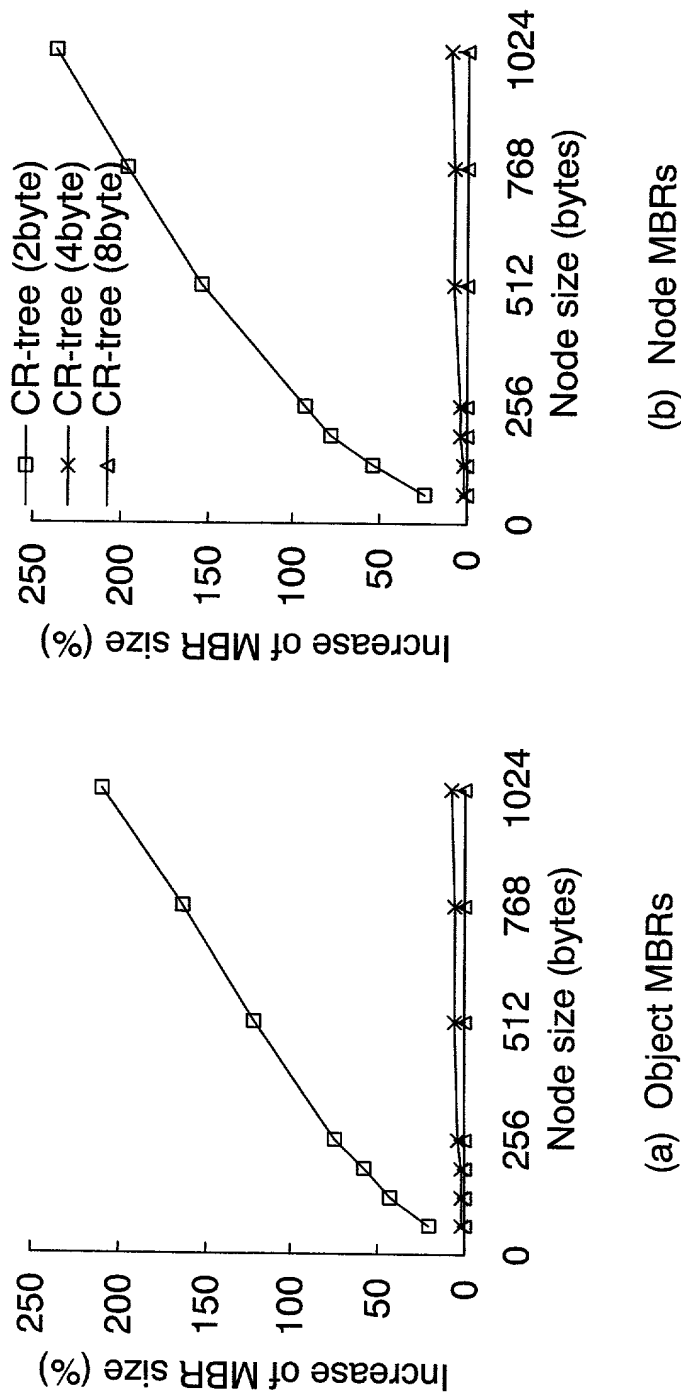 Increase of MBR size (%)
250
200
150
100
50
0
0
256
512
768
1024
Node size (bytes)
(a) Object MBRs
Increase of MBR size (%)
250
200
150
100
50
0
CR-tree (2byte)
CR-tree (4byte)
CR-tree (8byte)
0
256
512
768
1024
Node size (bytes)
(b) Node MBRs